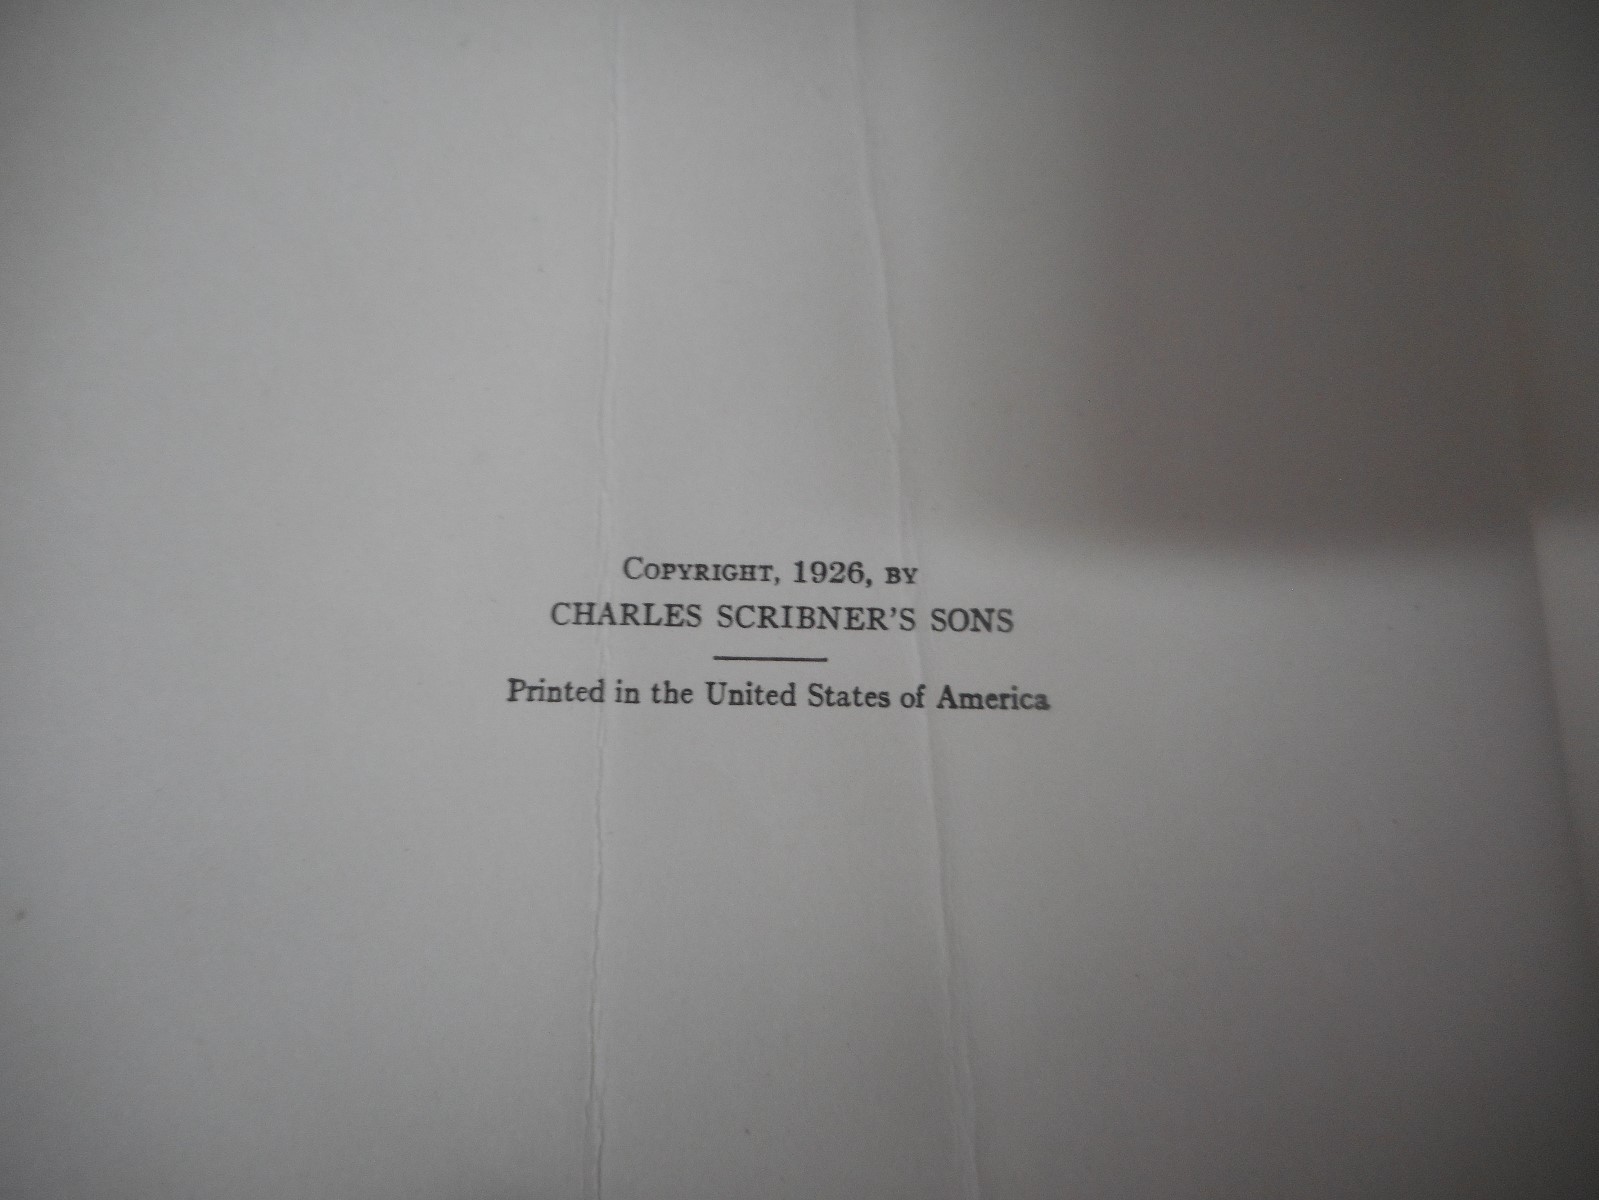 COPYRIGHT, 1926, BY
CHARLES SCRIBNER'S SONS
Printed in the United States of America